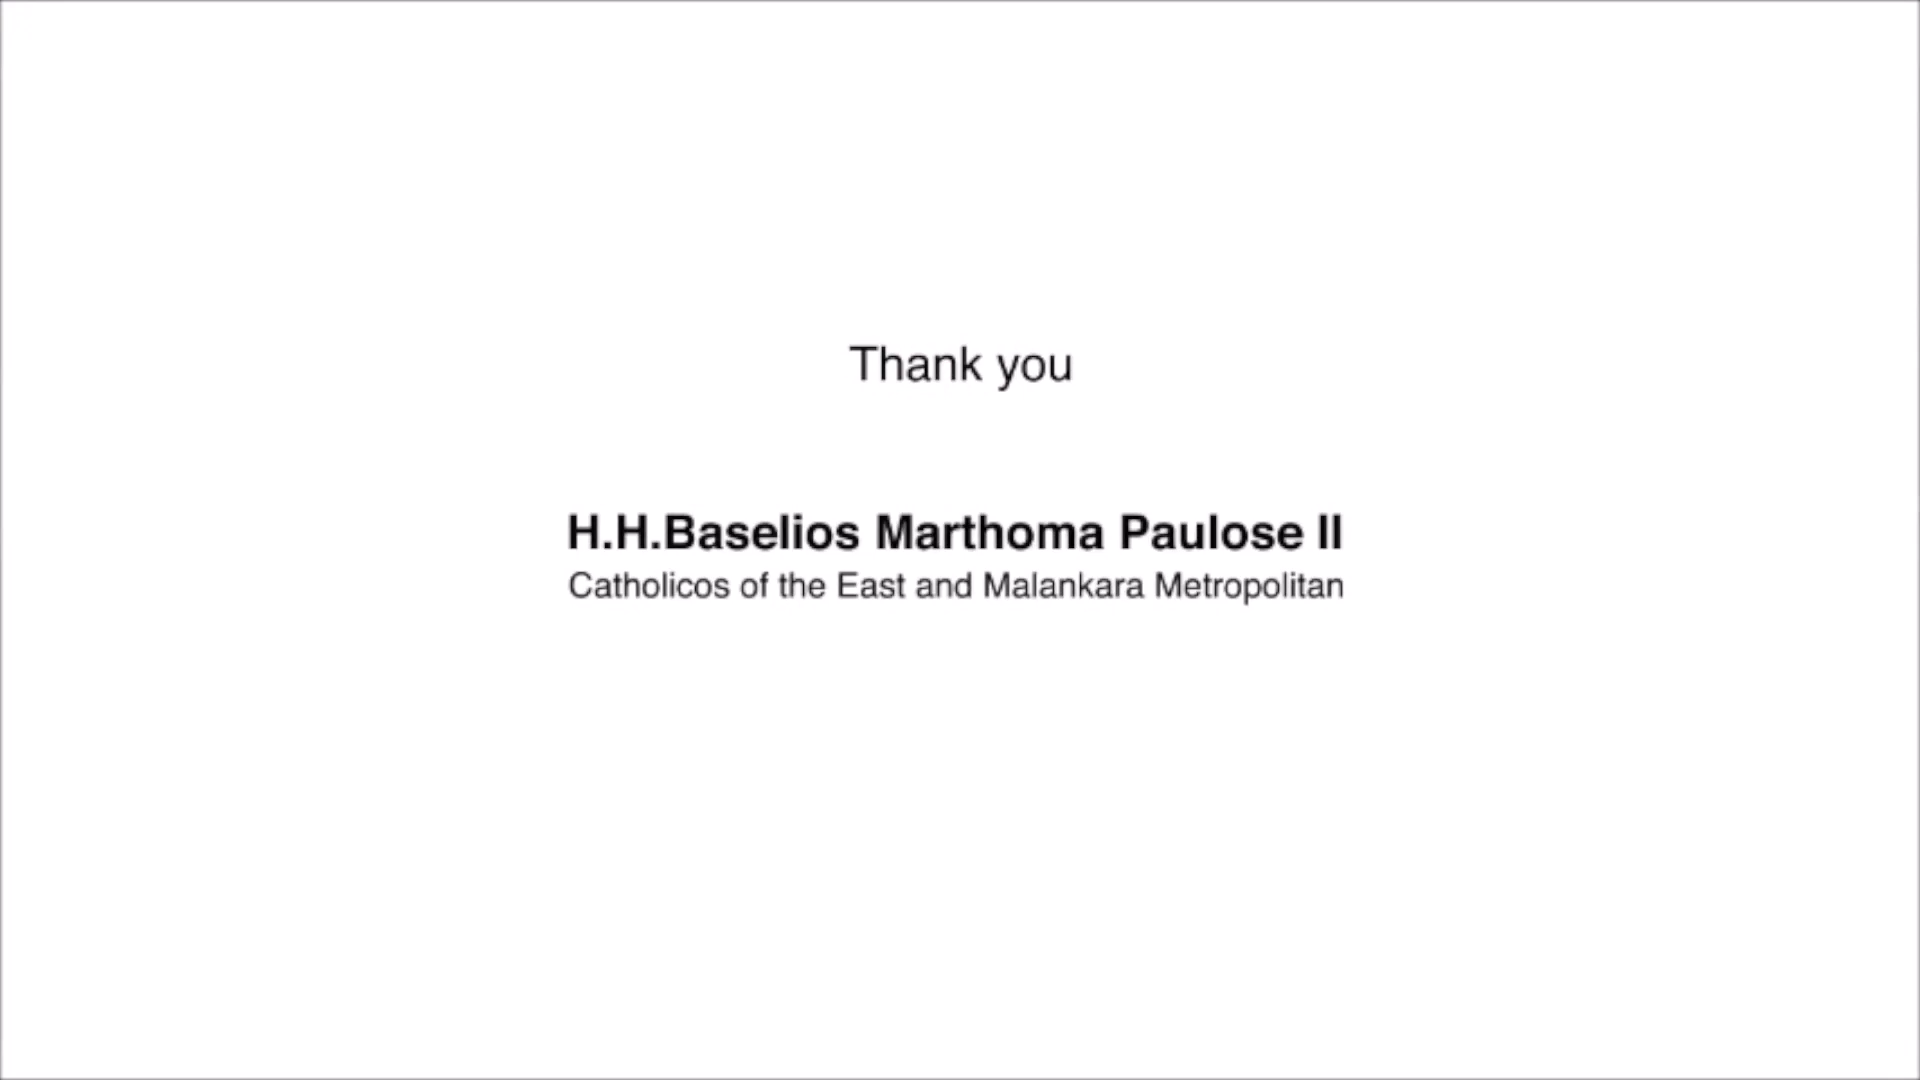 Thank you
H.H.Baselios Marthoma Paulose II
Catholicos of the East and Malankara Metropolitan